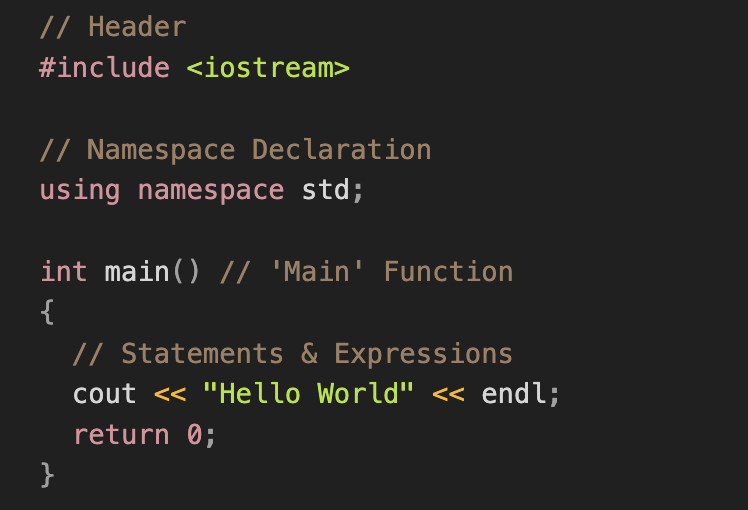 // Header
#include <iostream>
// Namespace Declaration
using namespace std;
int main() // 'Main' Function
{
// Statements & Expressions
cout << "Hello World" << endl;
return 0;
}